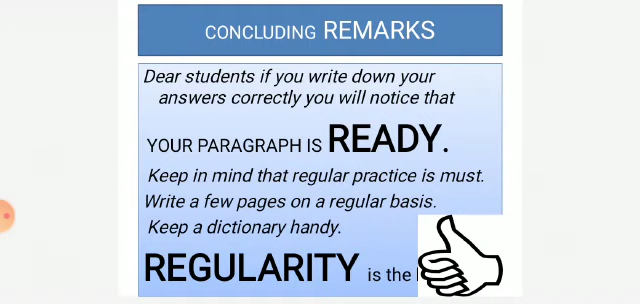 CONCLUDING REMARKS
Dear students if you write down your
answers correctly you will notice that
YOUR PARAGRAPH IS READY.
Keep in mind that regular practice is must.
Write a few pages on a regular basis.
Keep a dictionary handy.
REGULARITY is the